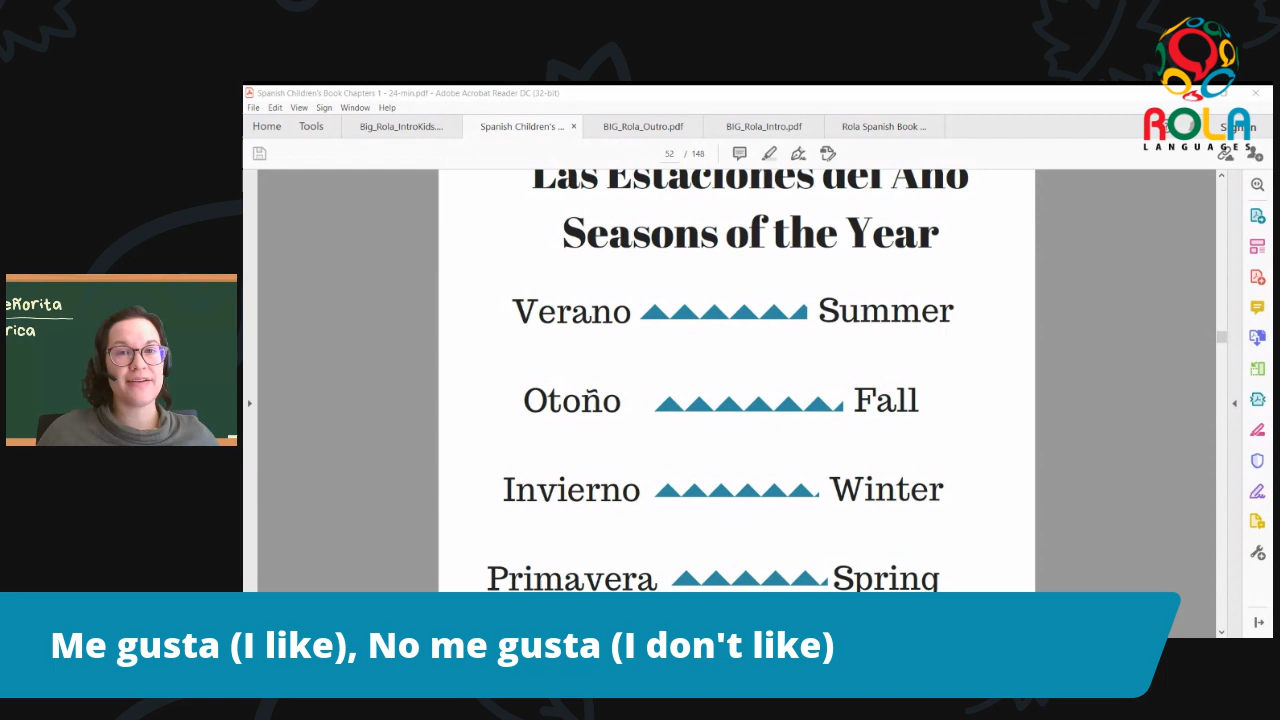 ROLA
LANGUAGES
Spanish Children's Book Chapters 1 - 24-min.pdf - Adobe Acrobat Reader DC (32-bit)
File Edit View Sign Window Help
Home Tools Big_Rola_IntroKids.... Spanish Children's ... × BIG_Rola_Outro.pdf BIG_Rola_Intro.pdf Rola Spanish Book ...
52 / 148
Las Estaciones del Año
Seasons of the Year
Verano Summer
Otoño Fall
Invierno Winter
Primavera Spring
eñorita
rica
Me gusta (I like), No me gusta (I don't like)